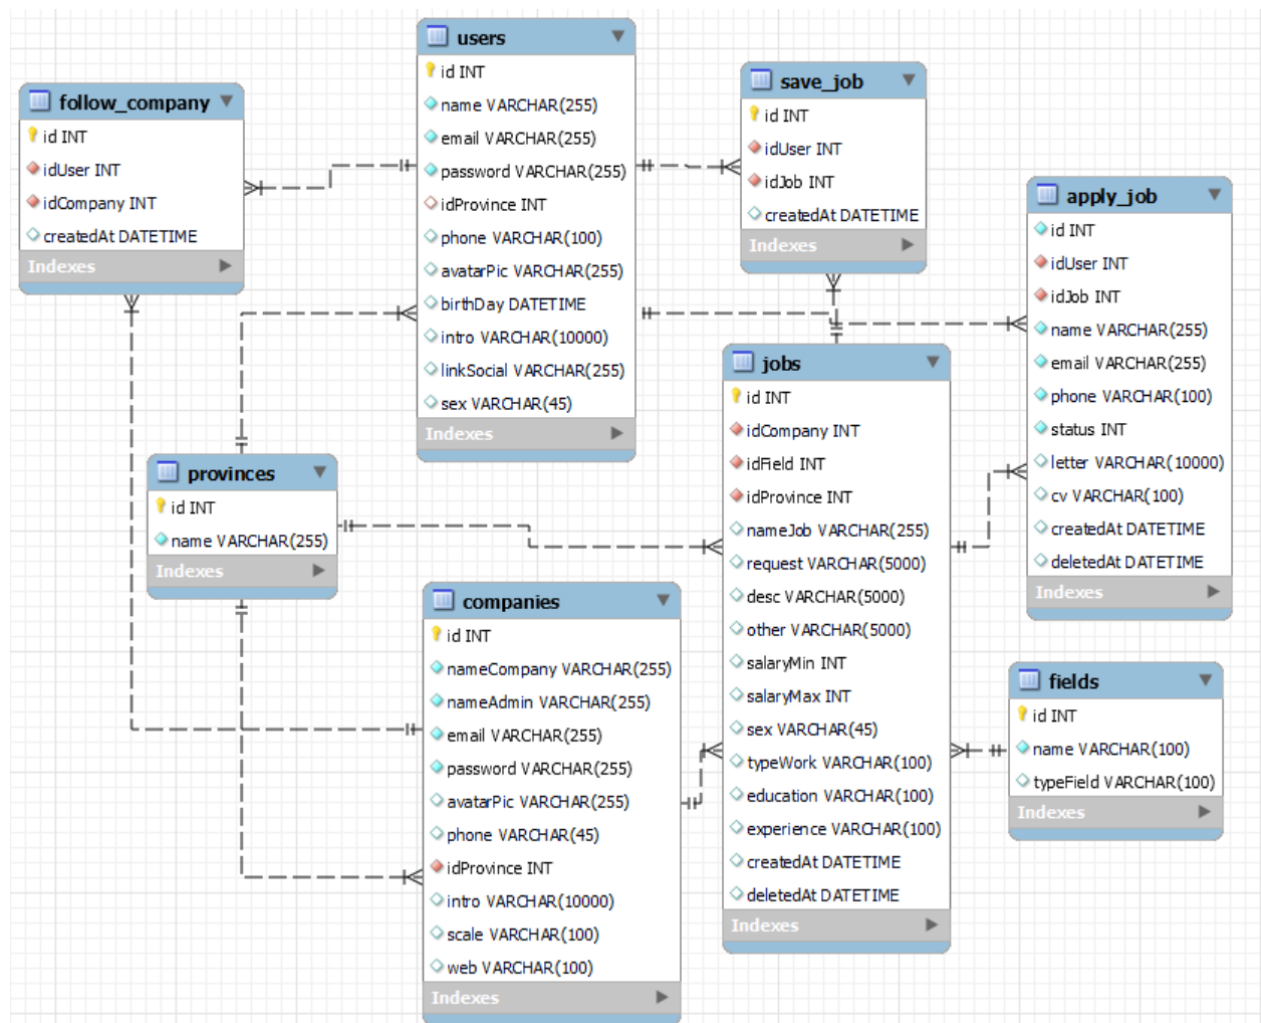 users
id INT
name VARCHAR(255)
email VARCHAR(255)
password VARCHAR(255)
idProvince INT
phone VARCHAR(100)
avatarPic VARCHAR(255)
birthDay DATETIME
intro VARCHAR(10000)
linkSocial VARCHAR(255)
sex VARCHAR(45)
Indexes
follow_company
id INT
idUser INT
idCompany INT
createdAt DATETIME
Indexes
save_job
id INT
idUser INT
idJob INT
createdAt DATETIME
Indexes
apply_job
id INT
idUser INT
idJob INT
name VARCHAR(255)
email VARCHAR(255)
phone VARCHAR(100)
status INT
letter VARCHAR(10000)
cv VARCHAR(100)
createdAt DATETIME
deletedAt DATETIME
Indexes
jobs
id INT
idCompany INT
idField INT
idProvince INT
nameJob VARCHAR(255)
request VARCHAR(5000)
desc VARCHAR(5000)
other VARCHAR(5000)
salaryMin INT
salaryMax INT
sex VARCHAR(45)
typeWork VARCHAR(100)
education VARCHAR(100)
experience VARCHAR(100)
createdAt DATETIME
deletedAt DATETIME
Indexes
provinces
id INT
name VARCHAR(255)
Indexes
companies
id INT
nameCompany VARCHAR(255)
nameAdmin VARCHAR(255)
email VARCHAR(255)
password VARCHAR(255)
avatarPic VARCHAR(255)
phone VARCHAR(45)
idProvince INT
intro VARCHAR(10000)
scale VARCHAR(100)
web VARCHAR(100)
Indexes
fields
id INT
name VARCHAR(100)
typeField VARCHAR(100)
Indexes